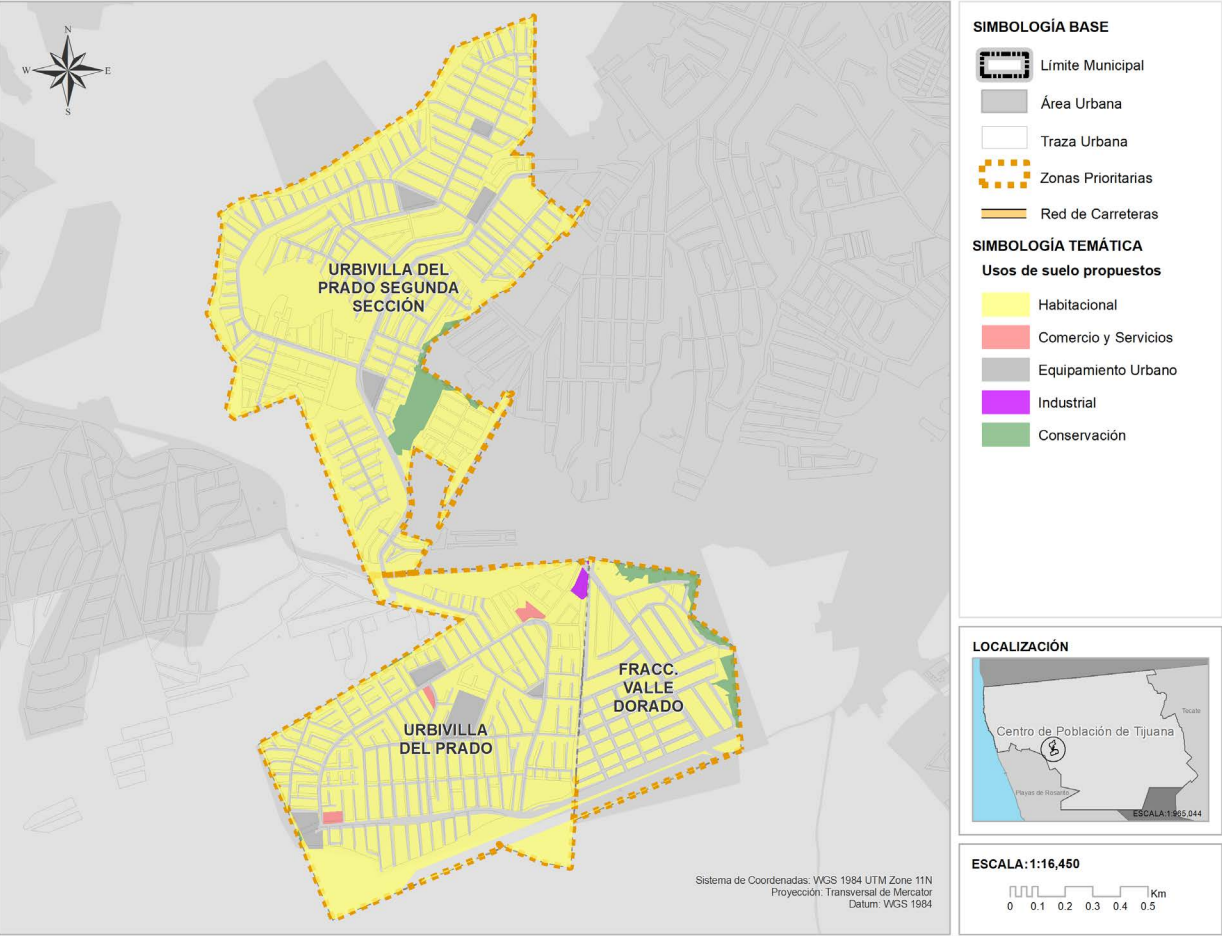 N
W
E
S
URBIVILLA DEL
PRADO SEGUNDA
SECCIÓN
FRACC.
VALLE
DORADO
URBIVILLA
DEL PRADO
Sistema de Coordenadas: WGS 1984 UTM Zone 11N
Proyección: Transversal de Mercator
Datum: WGS 1984
SIMBOLOGÍA BASE
Límite Municipal
Área Urbana
Traza Urbana
Zonas Prioritarias
Red de Carreteras
SIMBOLOGÍA TEMÁTICA
Usos de suelo propuestos
Habitacional
Comercio y Servicios
Equipamiento Urbano
Industrial
Conservación
LOCALIZACIÓN
Tecate
Centro de Población de Tijuana
Playas de Rosarito
ESCALA:1:965,044
ESCALA:1:16,450
Km
0 0.1 0.2 0.3 0.4 0.5